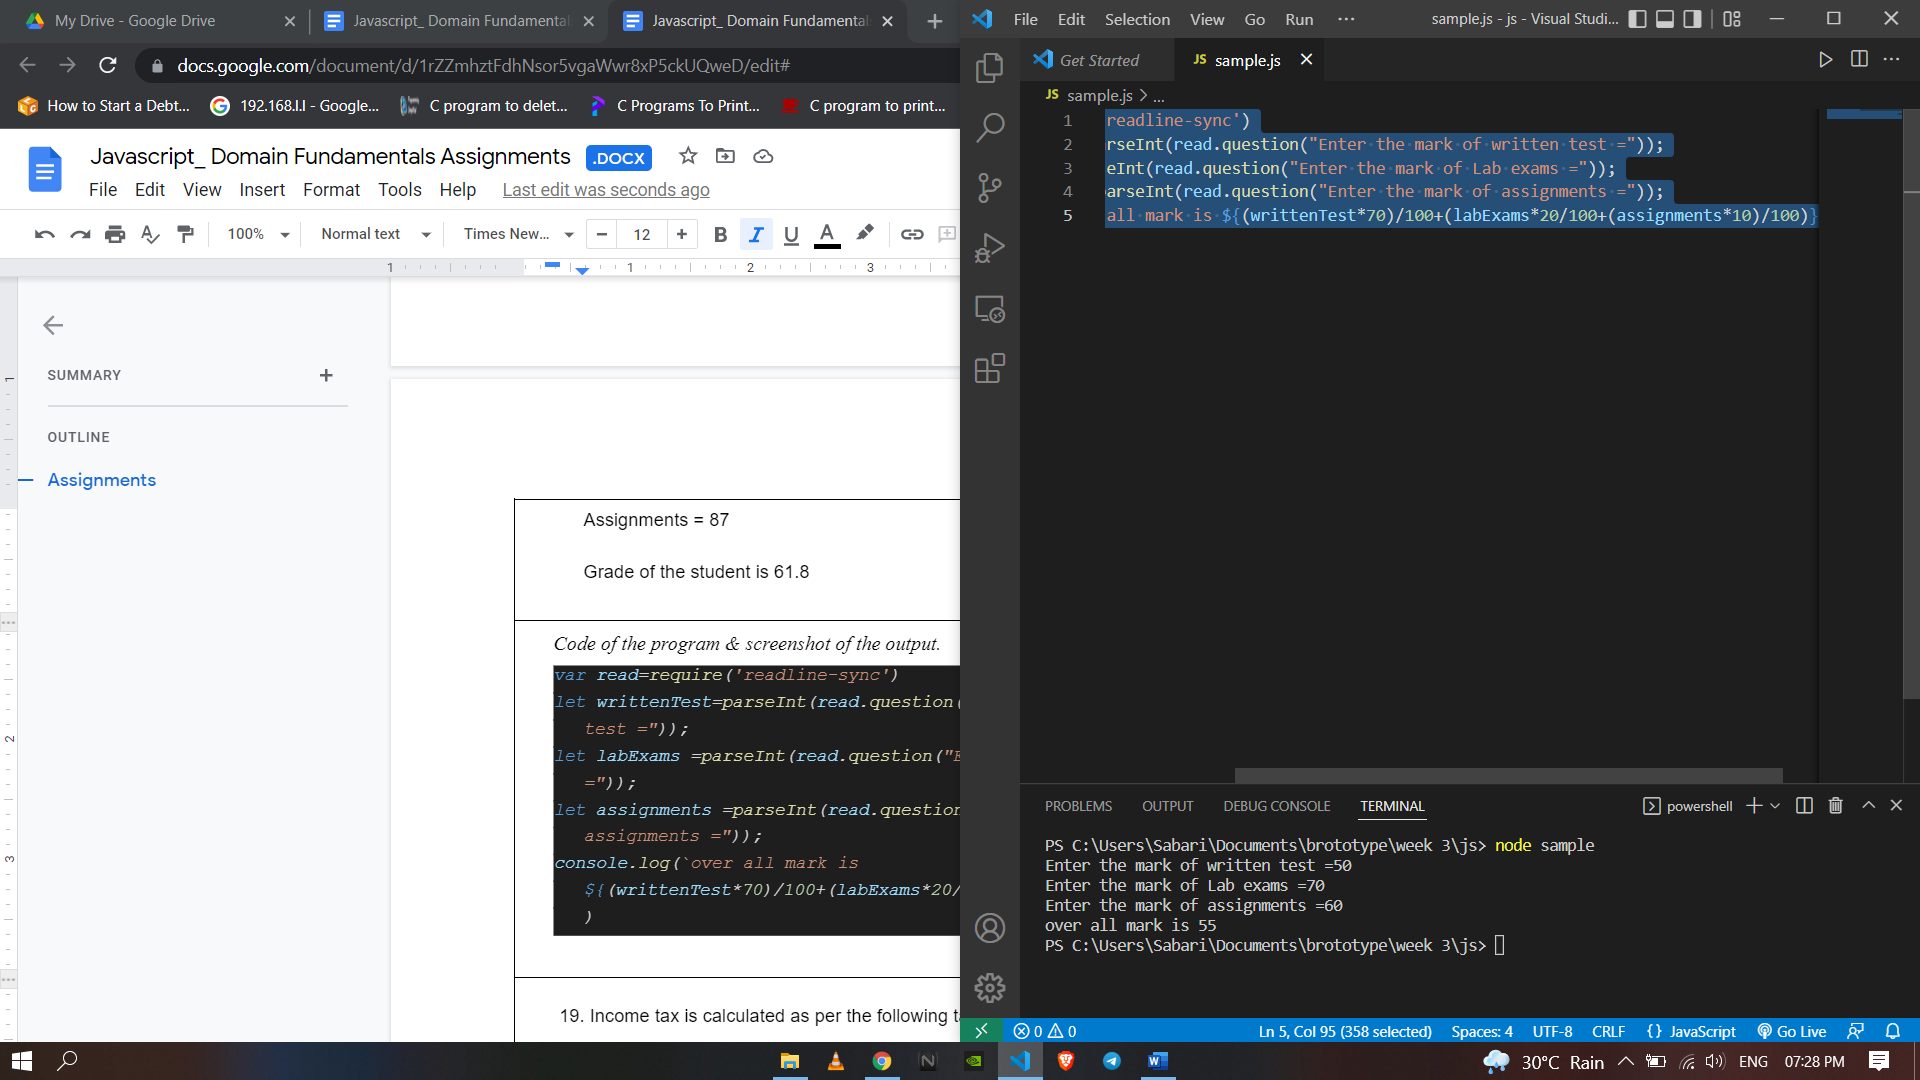 My Drive - Google Drive
Javascript_ Domain Fundamental
Javascript_ Domain Fundamental
docs.google.com/document/d/1rZZmhztFdhNsor5vgaWwr8xP5ckUQweD/edit#
How to Start a Debt...
192.168.l.l - Google...
C program to delet...
C Programs To Print...
C program to print...
Javascript_ Domain Fundamentals Assignments
.DOCX
File Edit View Insert Format Tools Help Last edit was seconds ago
100% Normal text Times New... 12 B I U A
1 1 2 3
SUMMARY
OUTLINE
Assignments
1
2
3
Assignments = 87
Grade of the student is 61.8
Code of the program & screenshot of the output.
var read=require('readline-sync')
let writtenTest=parseInt(read.question(
test ="));
let labExams =parseInt(read.question("E
="));
let assignments =parseInt(read.question
assignments ="));
console.log(`over all mark is
${(writtenTest*70)/100+(labExams*20/
)
19. Income tax is calculated as per the following t
File Edit Selection View Go Run ···
sample.js - js - Visual Studi...
Get Started
JS sample.js
JS sample.js > ...
1 readline-sync')
2 rseInt(read.question("Enter the mark of written test ="));
3 eInt(read.question("Enter the mark of Lab exams ="));
4 arseInt(read.question("Enter the mark of assignments ="));
5 all mark is ${(writtenTest*70)/100+(labExams*20/100+(assignments*10)/100)}
PROBLEMS OUTPUT DEBUG CONSOLE TERMINAL
powershell
PS C:\Users\Sabari\Documents\brototype\week 3\js> node sample
Enter the mark of written test =50
Enter the mark of Lab exams =70
Enter the mark of assignments =60
over all mark is 55
PS C:\Users\Sabari\Documents\brototype\week 3\js>
0 0
Ln 5, Col 95 (358 selected) Spaces: 4 UTF-8 CRLF {} JavaScript Go Live
30°C Rain
ENG
07:28 PM